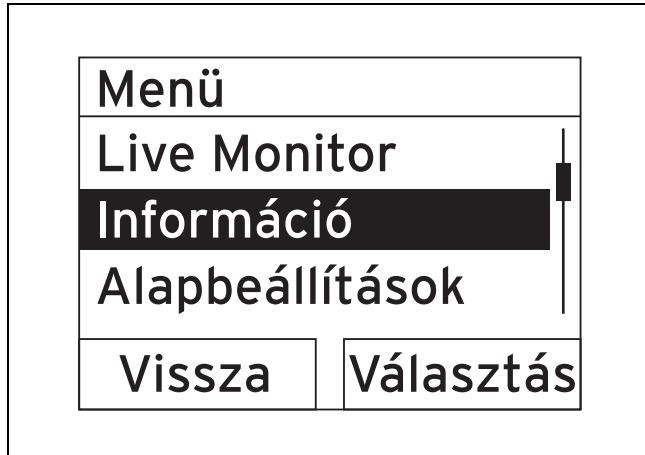 Menü
Live Monitor
Információ
Alapbeállítások
Vissza
Választás